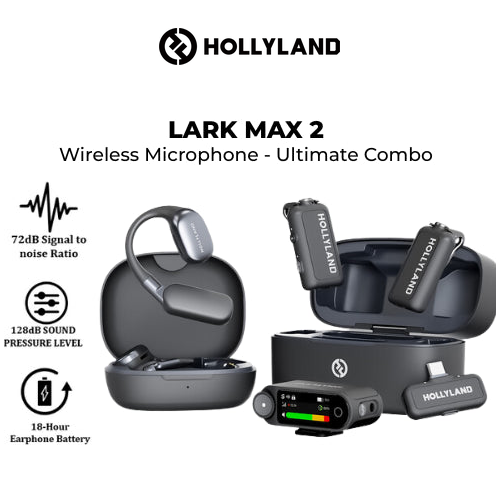 HOLLYLAND
LARK MAX 2
Wireless Microphone - Ultimate Combo
72dB Signal to
noise Ratio
128dB SOUND
PRESSURE LEVEL
18-Hour
Earphone Battery
HOLLYLAND
HOLLYLAND
HOLLYLAND